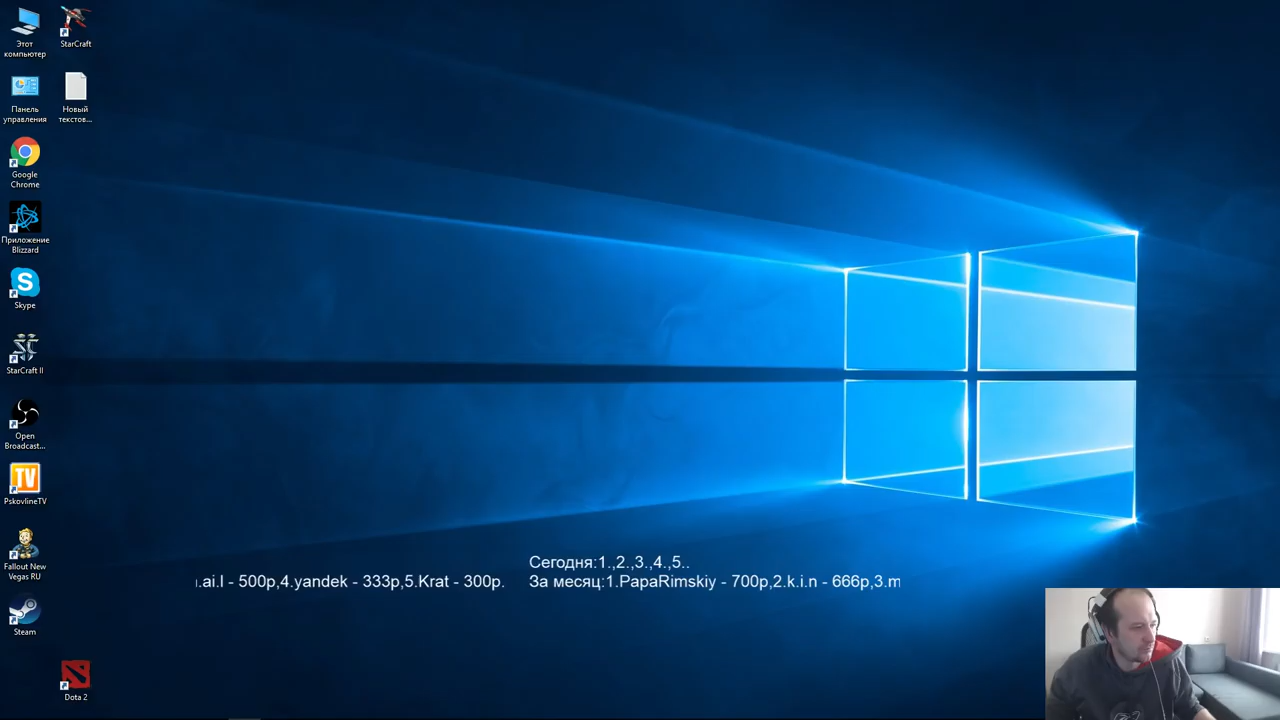 Этот
компьютер
StarCraft
Панель
управления
Новый
текстов...
Google
Chrome
Приложение
Blizzard
Skype
StarCraft II
Open
Broadcast...
TV
PskovlineTV
Fallout New
Vegas RU
Steam
Dota 2
Сегодня:1.,2.,3.,4.,5..
.ai.l - 500р,4.yandek - 333р,5.Krat - 300р. За месяц:1.PapaRimskiy - 700р,2.k.i.n - 666р,3.m